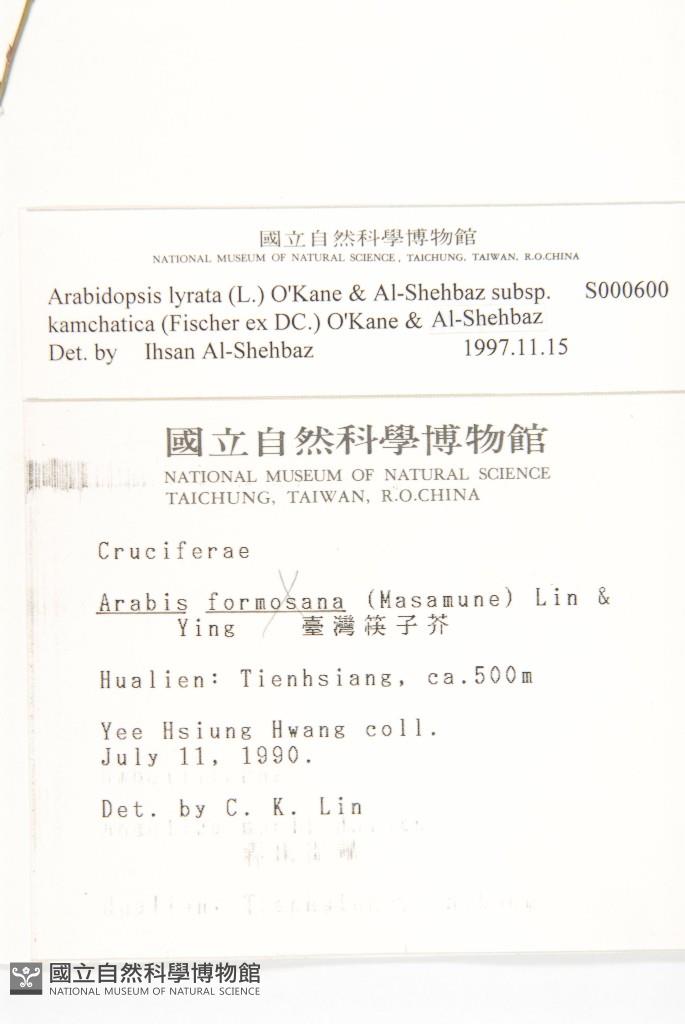 國立自然科學博物館
NATIONAL MUSEUM OF NATURAL SCIENCE, TAICHUNG, TAIWAN, R.O.CHINA
Arabidopsis lyrata (L.) O'Kane & Al-Shehbaz subsp. S000600
kamchatica (Fischer ex DC.) O'Kane & Al-Shehbaz
Det. by Ihsan Al-Shehbaz 1997.11.15
國立自然科學博物館
NATIONAL MUSEUM OF NATURAL SCIENCE
TAICHUNG, TAIWAN, R.O.CHINA
Cruciferae
Arabis formosana (Masamune) Lin &
Ying 臺灣筷子芥
Hualien: Tienhsiang, ca.500m
Yee Hsiung Hwang coll.
July 11, 1990.
Det. by C. K. Lin
國立自然科學博物館
NATIONAL MUSEUM OF NATURAL SCIENCE